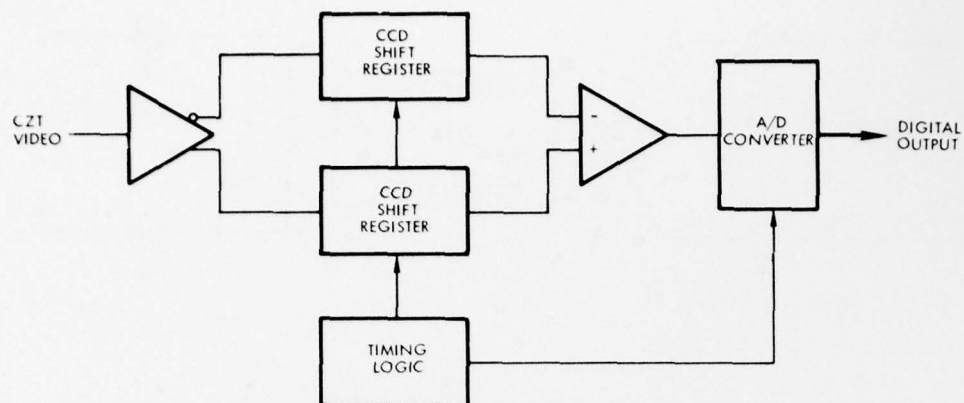 CCD
SHIFT
REGISTER
CZT
VIDEO
-
+
A/D
CONVERTER
DIGITAL
OUTPUT
CCD
SHIFT
REGISTER
TIMING
LOGIC